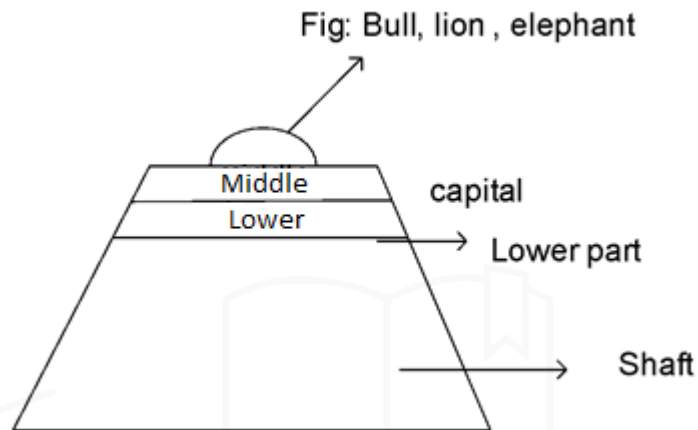 Fig: Bull, lion , elephant
Middle
capital
Lower
Lower part
Shaft